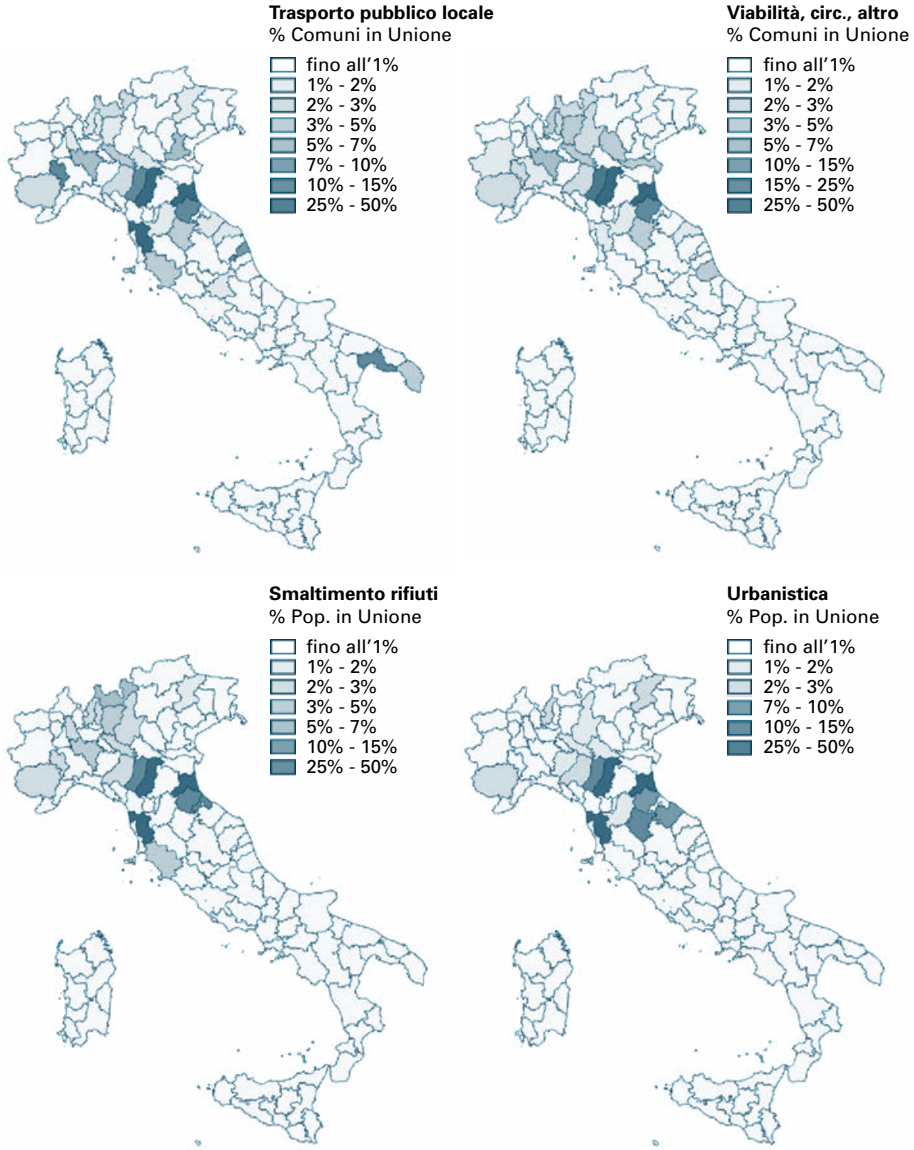 Trasporto pubblico locale
% Comuni in Unione
fino all'1%
1% - 2%
2% - 3%
3% - 5%
5% - 7%
7% - 10%
10% - 15%
25% - 50%
Viabilità, circ., altro
% Comuni in Unione
fino all'1%
1% - 2%
2% - 3%
3% - 5%
5% - 7%
10% - 15%
15% - 25%
25% - 50%
Smaltimento rifiuti
% Pop. in Unione
fino all'1%
1% - 2%
2% - 3%
3% - 5%
5% - 7%
10% - 15%
25% - 50%
Urbanistica
% Pop. in Unione
fino all'1%
1% - 2%
2% - 3%
7% - 10%
10% - 15%
25% - 50%